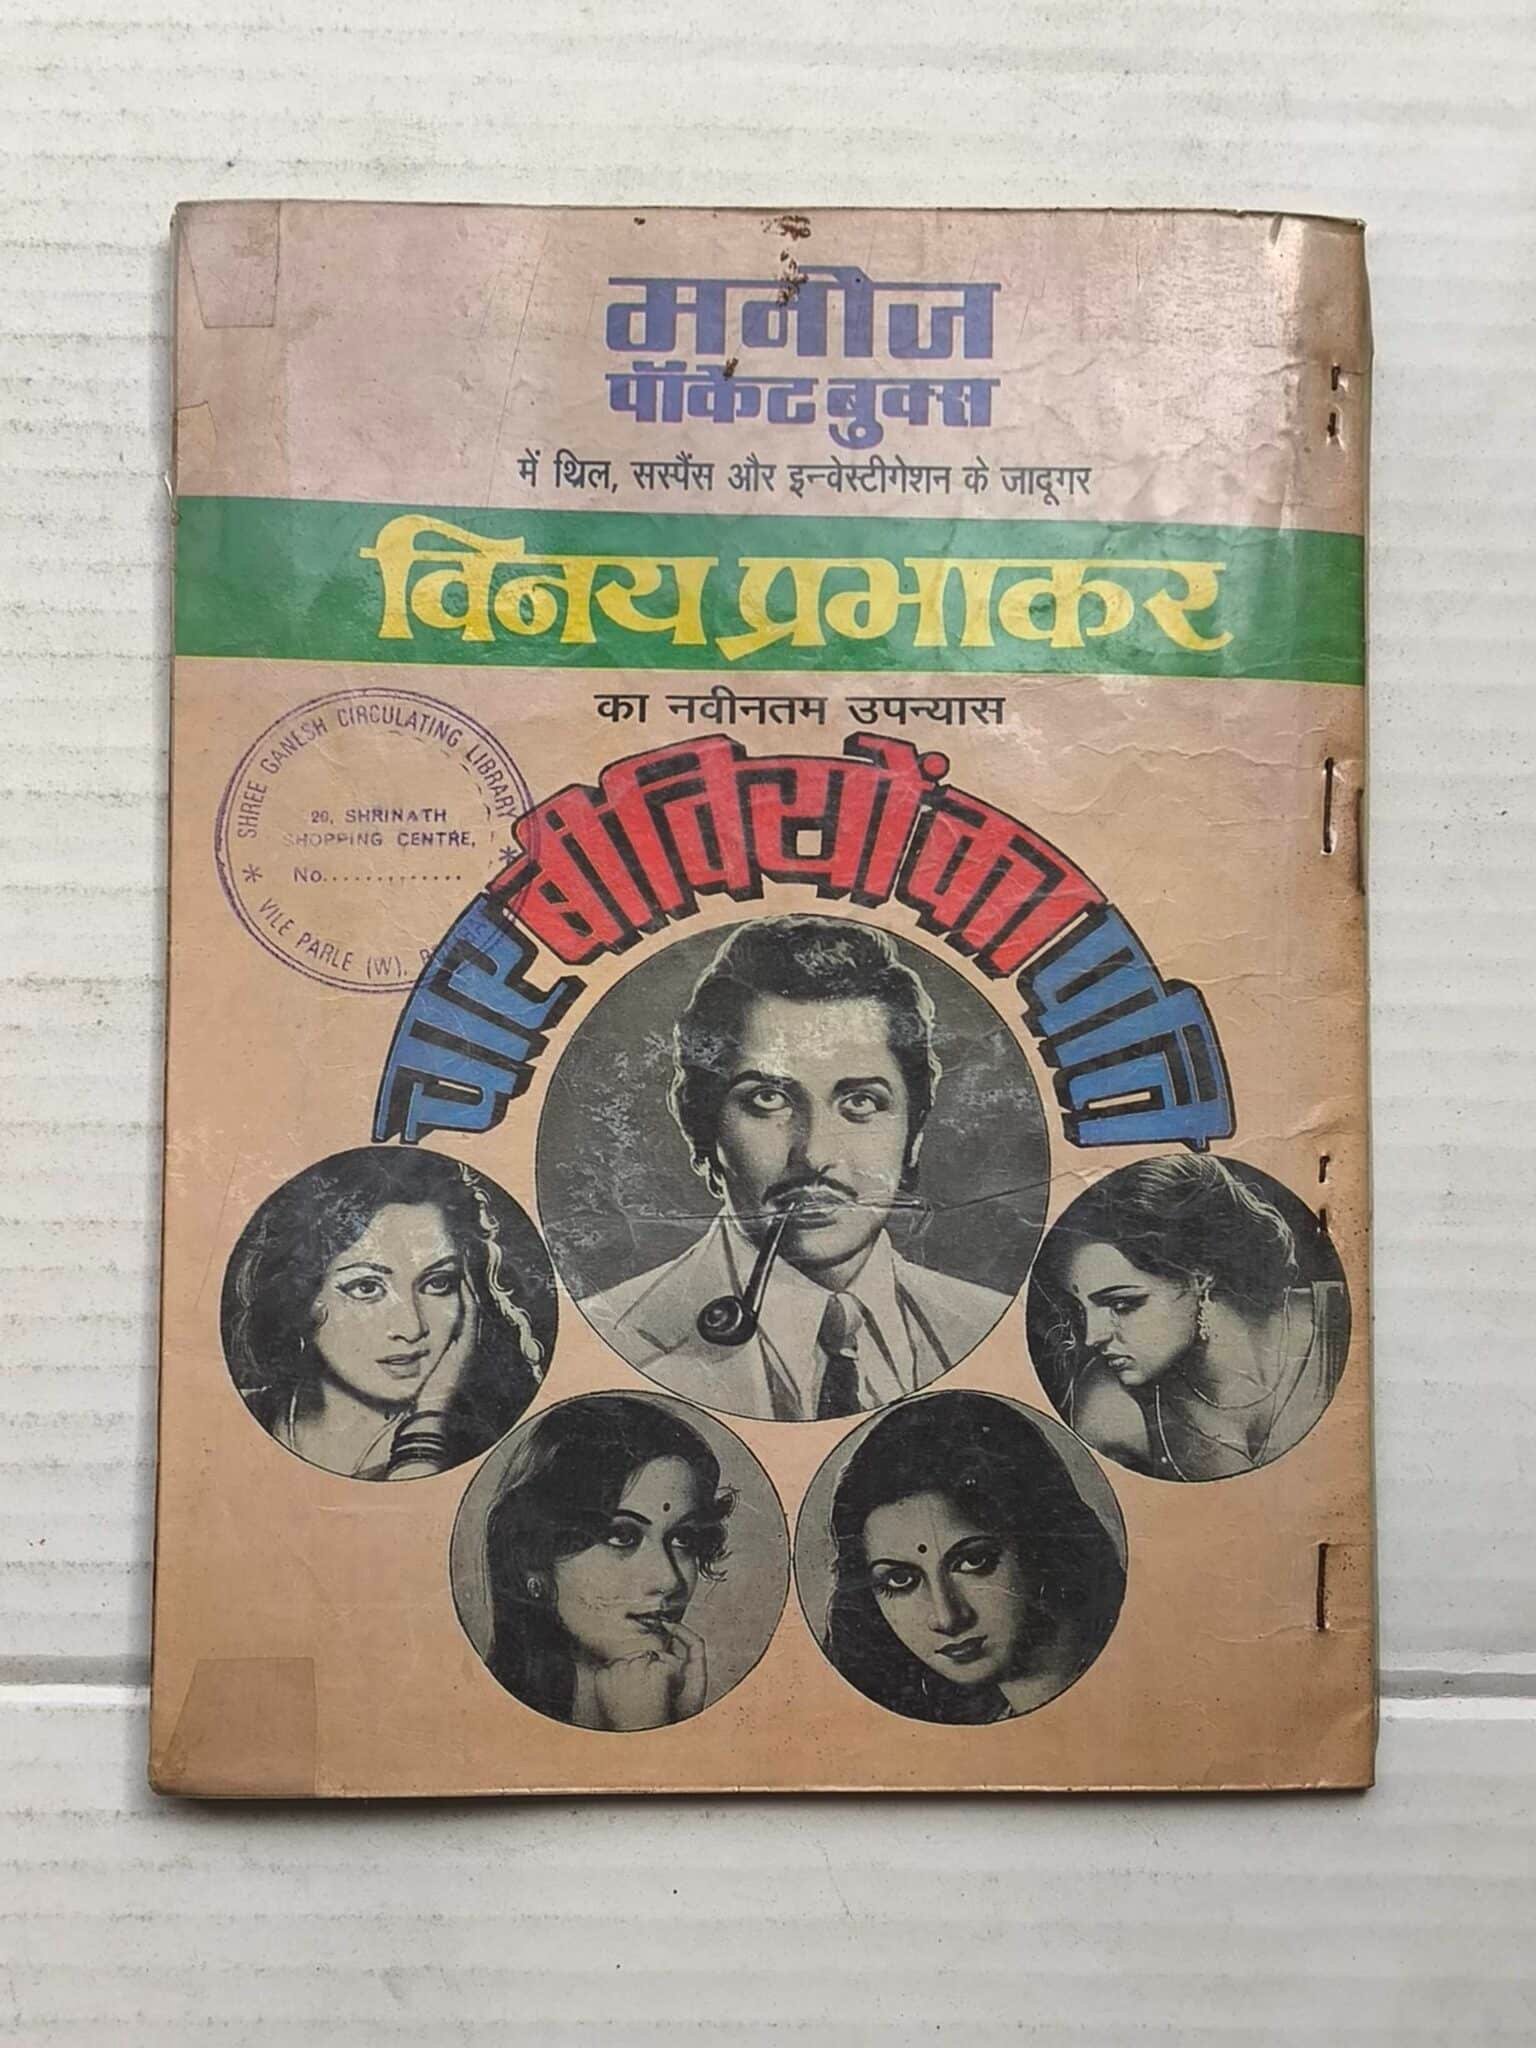 मनोज
पॉकेट बुक्स
में थ्रिल, सस्पैंस और इन्वेस्टीगेशन के जादूगर
विनय प्रभाकर
का नवीनतम उपन्यास
चार बीवियों का पति
* SHREE GANESH CIRCULATING LIBRARY *
20, SHRINATH
SHOPPING CENTRE,
No.............
VILE PARLE (W),